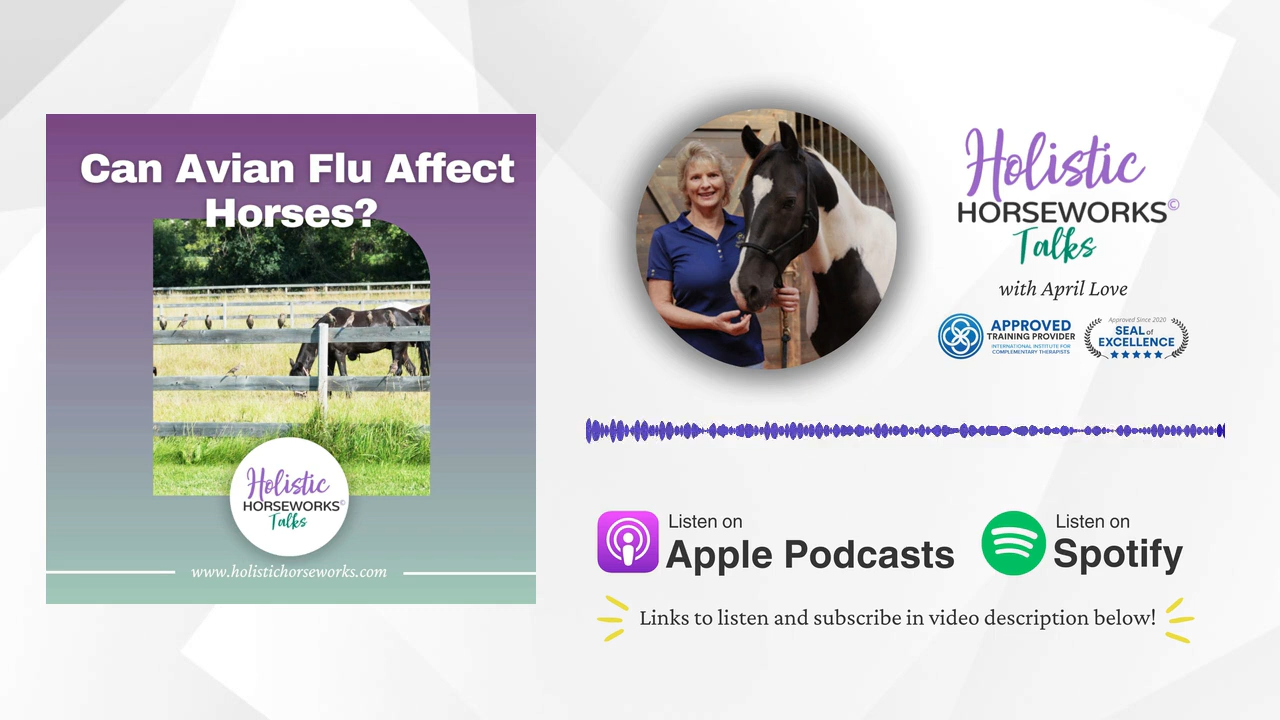 Can Avian Flu Affect
Horses?
Holistic
HORSEWORKS©
Talks
www.holistichorseworks.com
Holistic
HORSEWORKS©
Talks
with April Love
APPROVED
TRAINING PROVIDER
INTERNATIONAL INSTITUTE FOR
COMPLEMENTARY THERAPISTS
Approved Since 2020
SEAL of
EXCELLENCE
Listen on
Apple Podcasts
Listen on
Spotify
Links to listen and subscribe in video description below!